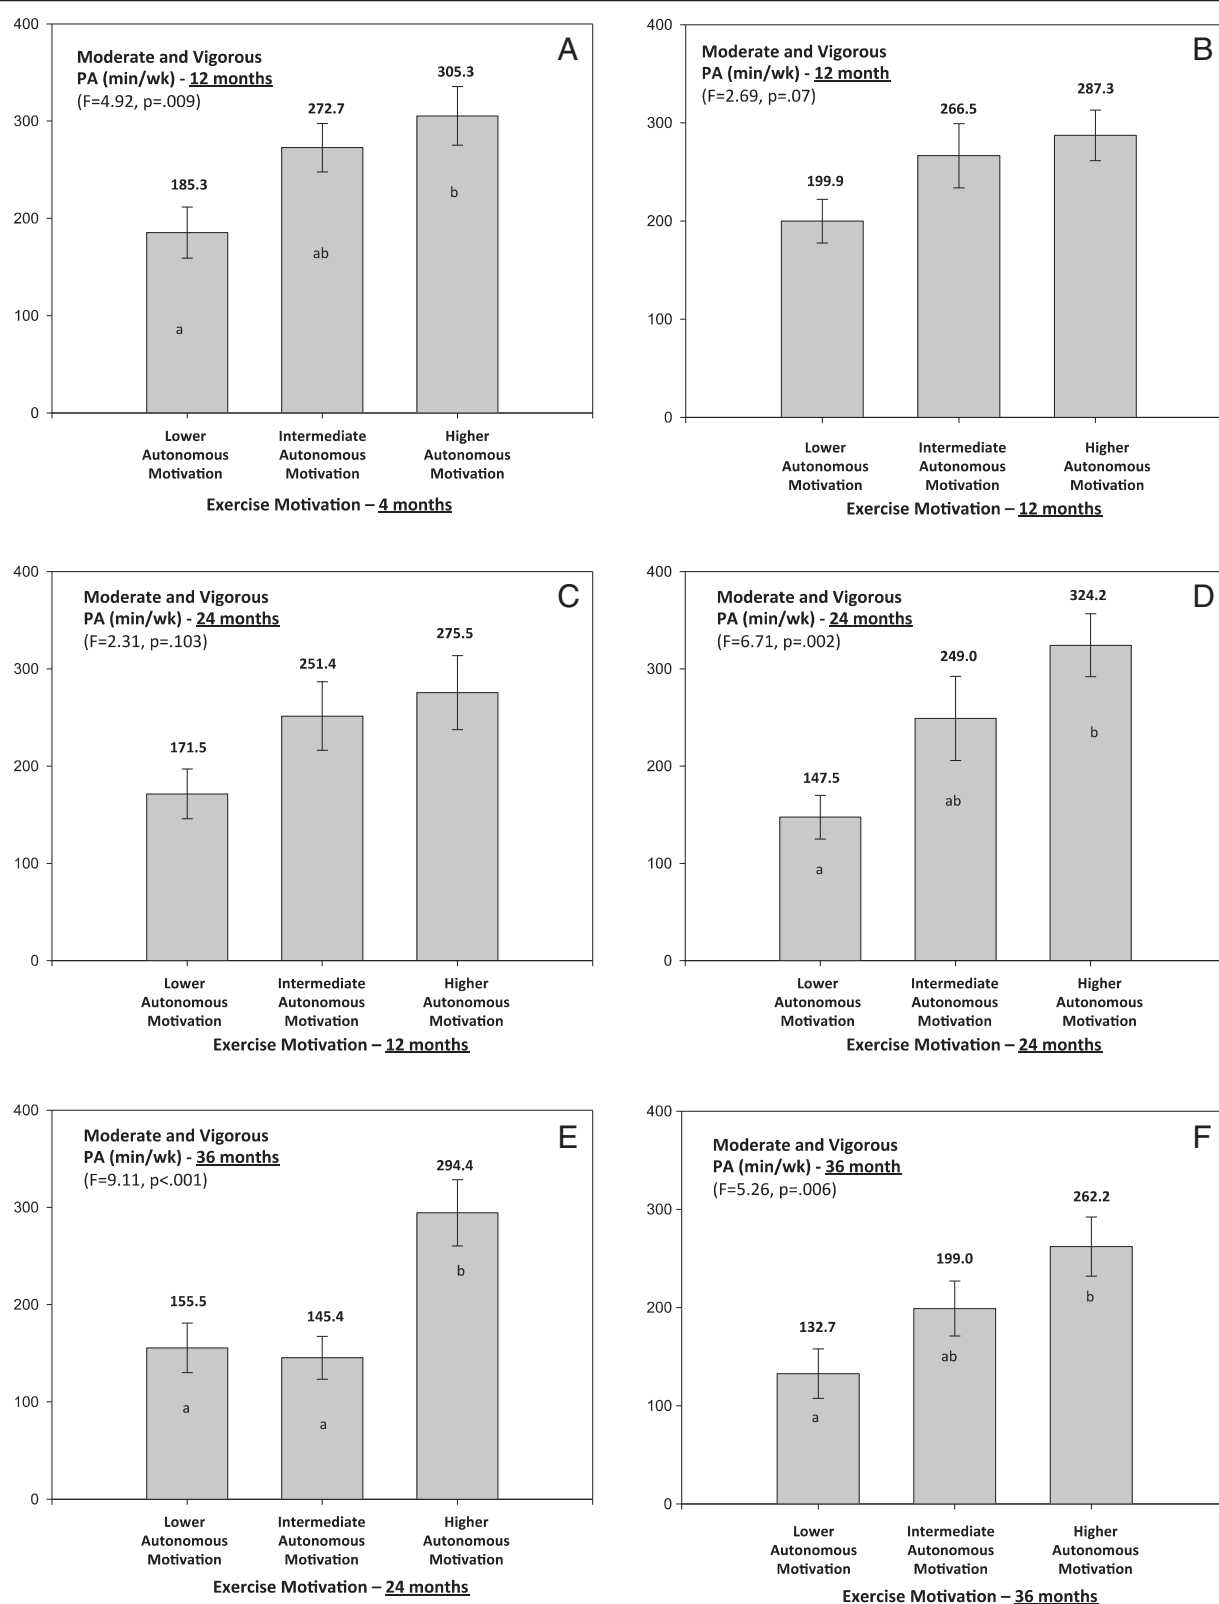 A
Moderate and Vigorous
PA (min/wk) - 12 months
(F=4.92, p=.009)
400
300
200
100
0
185.3
272.7
305.3
a
ab
b
Lower
Autonomous
Motivation
Intermediate
Autonomous
Motivation
Higher
Autonomous
Motivation
Exercise Motivation – 4 months
B
Moderate and Vigorous
PA (min/wk) - 12 month
(F=2.69, p=.07)
400
300
200
100
0
199.9
266.5
287.3
Lower
Autonomous
Motivation
Intermediate
Autonomous
Motivation
Higher
Autonomous
Motivation
Exercise Motivation – 12 months
C
Moderate and Vigorous
PA (min/wk) - 24 months
(F=2.31, p=.103)
400
300
200
100
0
171.5
251.4
275.5
Lower
Autonomous
Motivation
Intermediate
Autonomous
Motivation
Higher
Autonomous
Motivation
Exercise Motivation – 12 months
D
Moderate and Vigorous
PA (min/wk) - 24 months
(F=6.71, p=.002)
400
300
200
100
0
147.5
249.0
324.2
a
ab
b
Lower
Autonomous
Motivation
Intermediate
Autonomous
Motivation
Higher
Autonomous
Motivation
Exercise Motivation – 24 months
E
Moderate and Vigorous
PA (min/wk) - 36 months
(F=9.11, p<.001)
400
300
200
100
0
155.5
145.4
294.4
a
a
b
Lower
Autonomous
Motivation
Intermediate
Autonomous
Motivation
Higher
Autonomous
Motivation
Exercise Motivation – 24 months
F
Moderate and Vigorous
PA (min/wk) - 36 month
(F=5.26, p=.006)
400
300
200
100
0
132.7
199.0
262.2
a
ab
b
Lower
Autonomous
Motivation
Intermediate
Autonomous
Motivation
Higher
Autonomous
Motivation
Exercise Motivation – 36 months